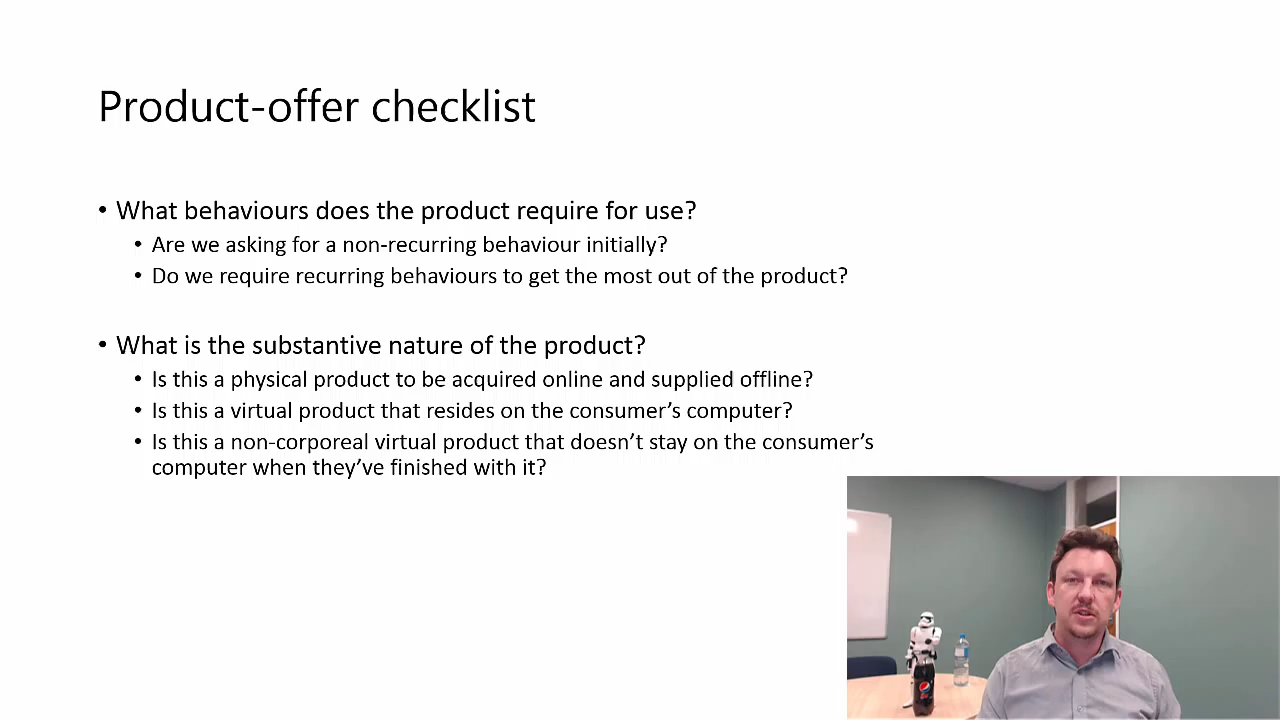 Product-offer checklist
• What behaviours does the product require for use?
• Are we asking for a non-recurring behaviour initially?
• Do we require recurring behaviours to get the most out of the product?
• What is the substantive nature of the product?
• Is this a physical product to be acquired online and supplied offline?
• Is this a virtual product that resides on the consumer’s computer?
• Is this a non-corporeal virtual product that doesn’t stay on the consumer’s
computer when they’ve finished with it?